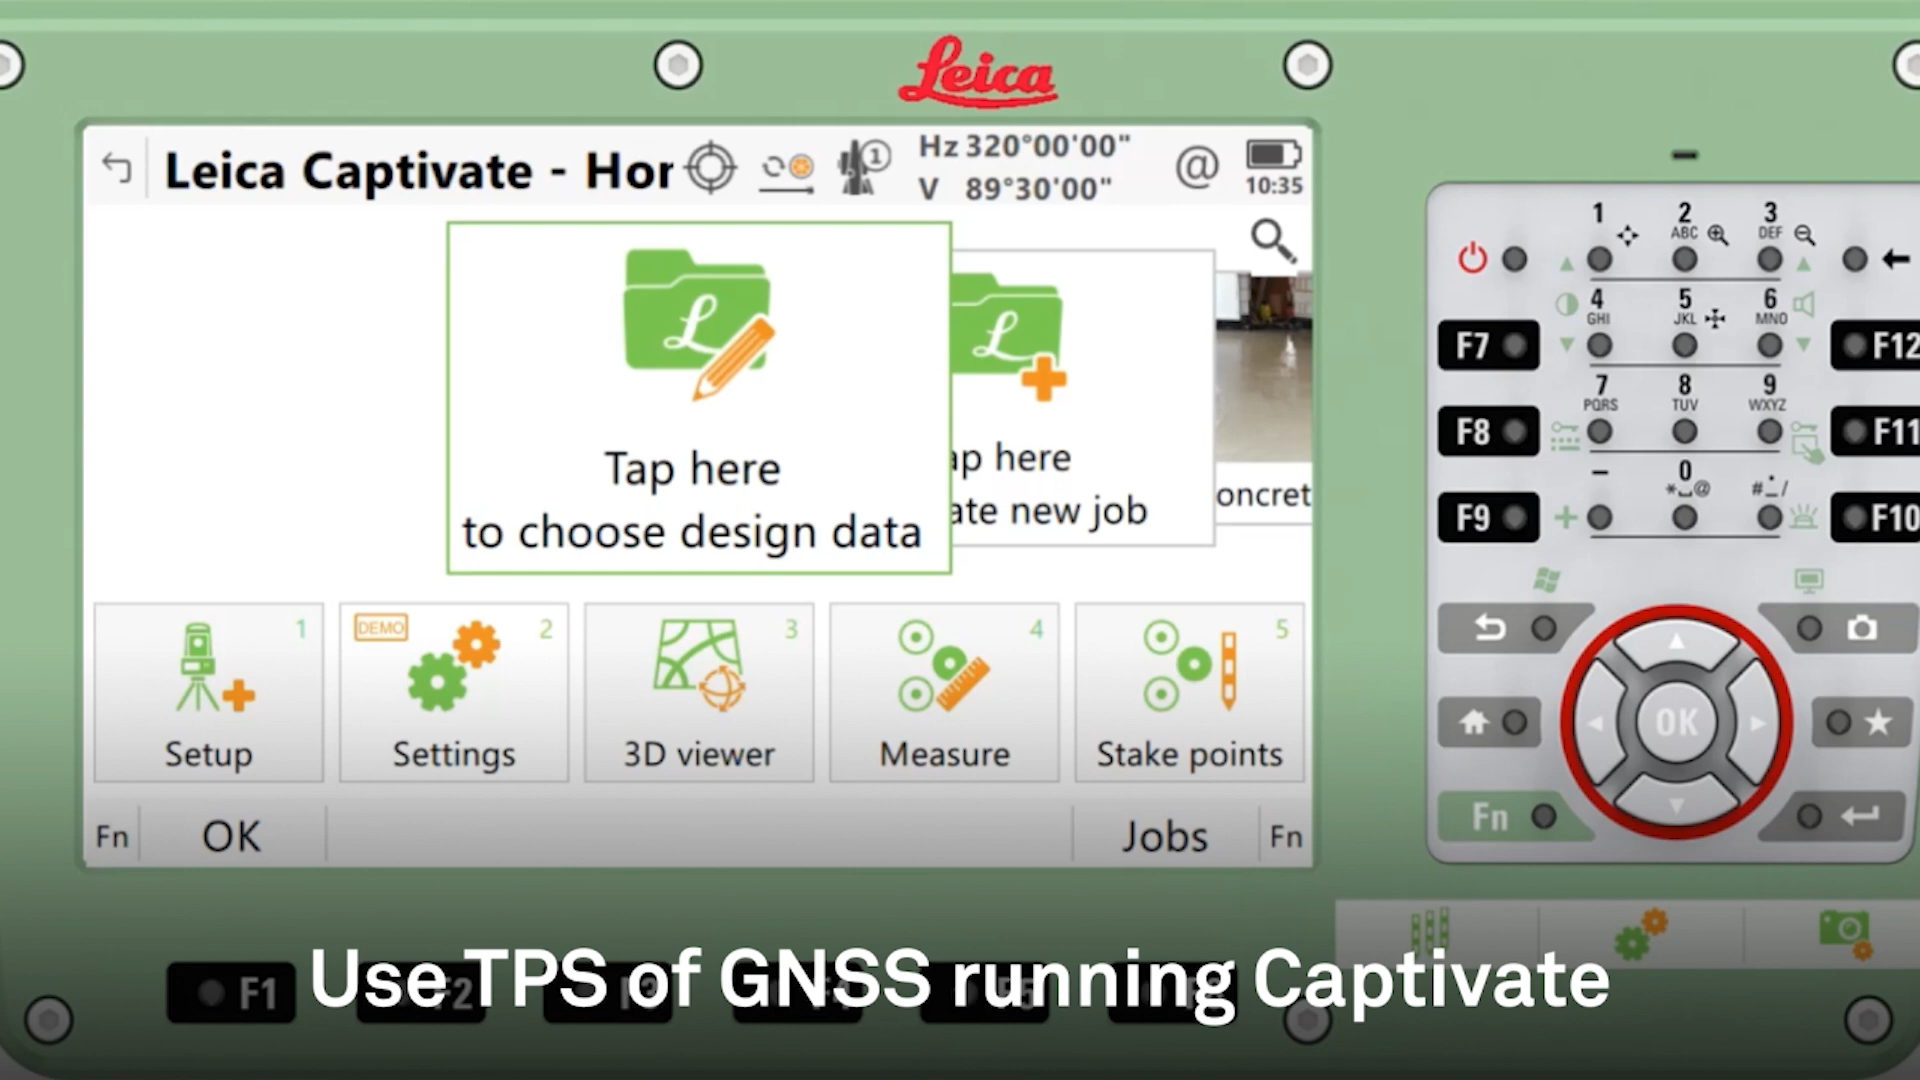 Leica
Leica Captivate - Hor
1
Hz 320°00'00"
V 89°30'00"
@
10:35
L
Tap here
to choose design data
L
ap here
ate new job
oncret
1
Setup
DEMO
2
Settings
3
3D viewer
4
Measure
5
Stake points
Fn
OK
Jobs
Fn
1
2
ABC
3
DEF
4
GHI
5
JKL
6
MNO
7
PQRS
8
TUV
9
WXYZ
0
*⎵@
F7
F12
F8
F11
F9
F10
OK
Fn
F1
F2
Use TPS of GNSS running Captivate